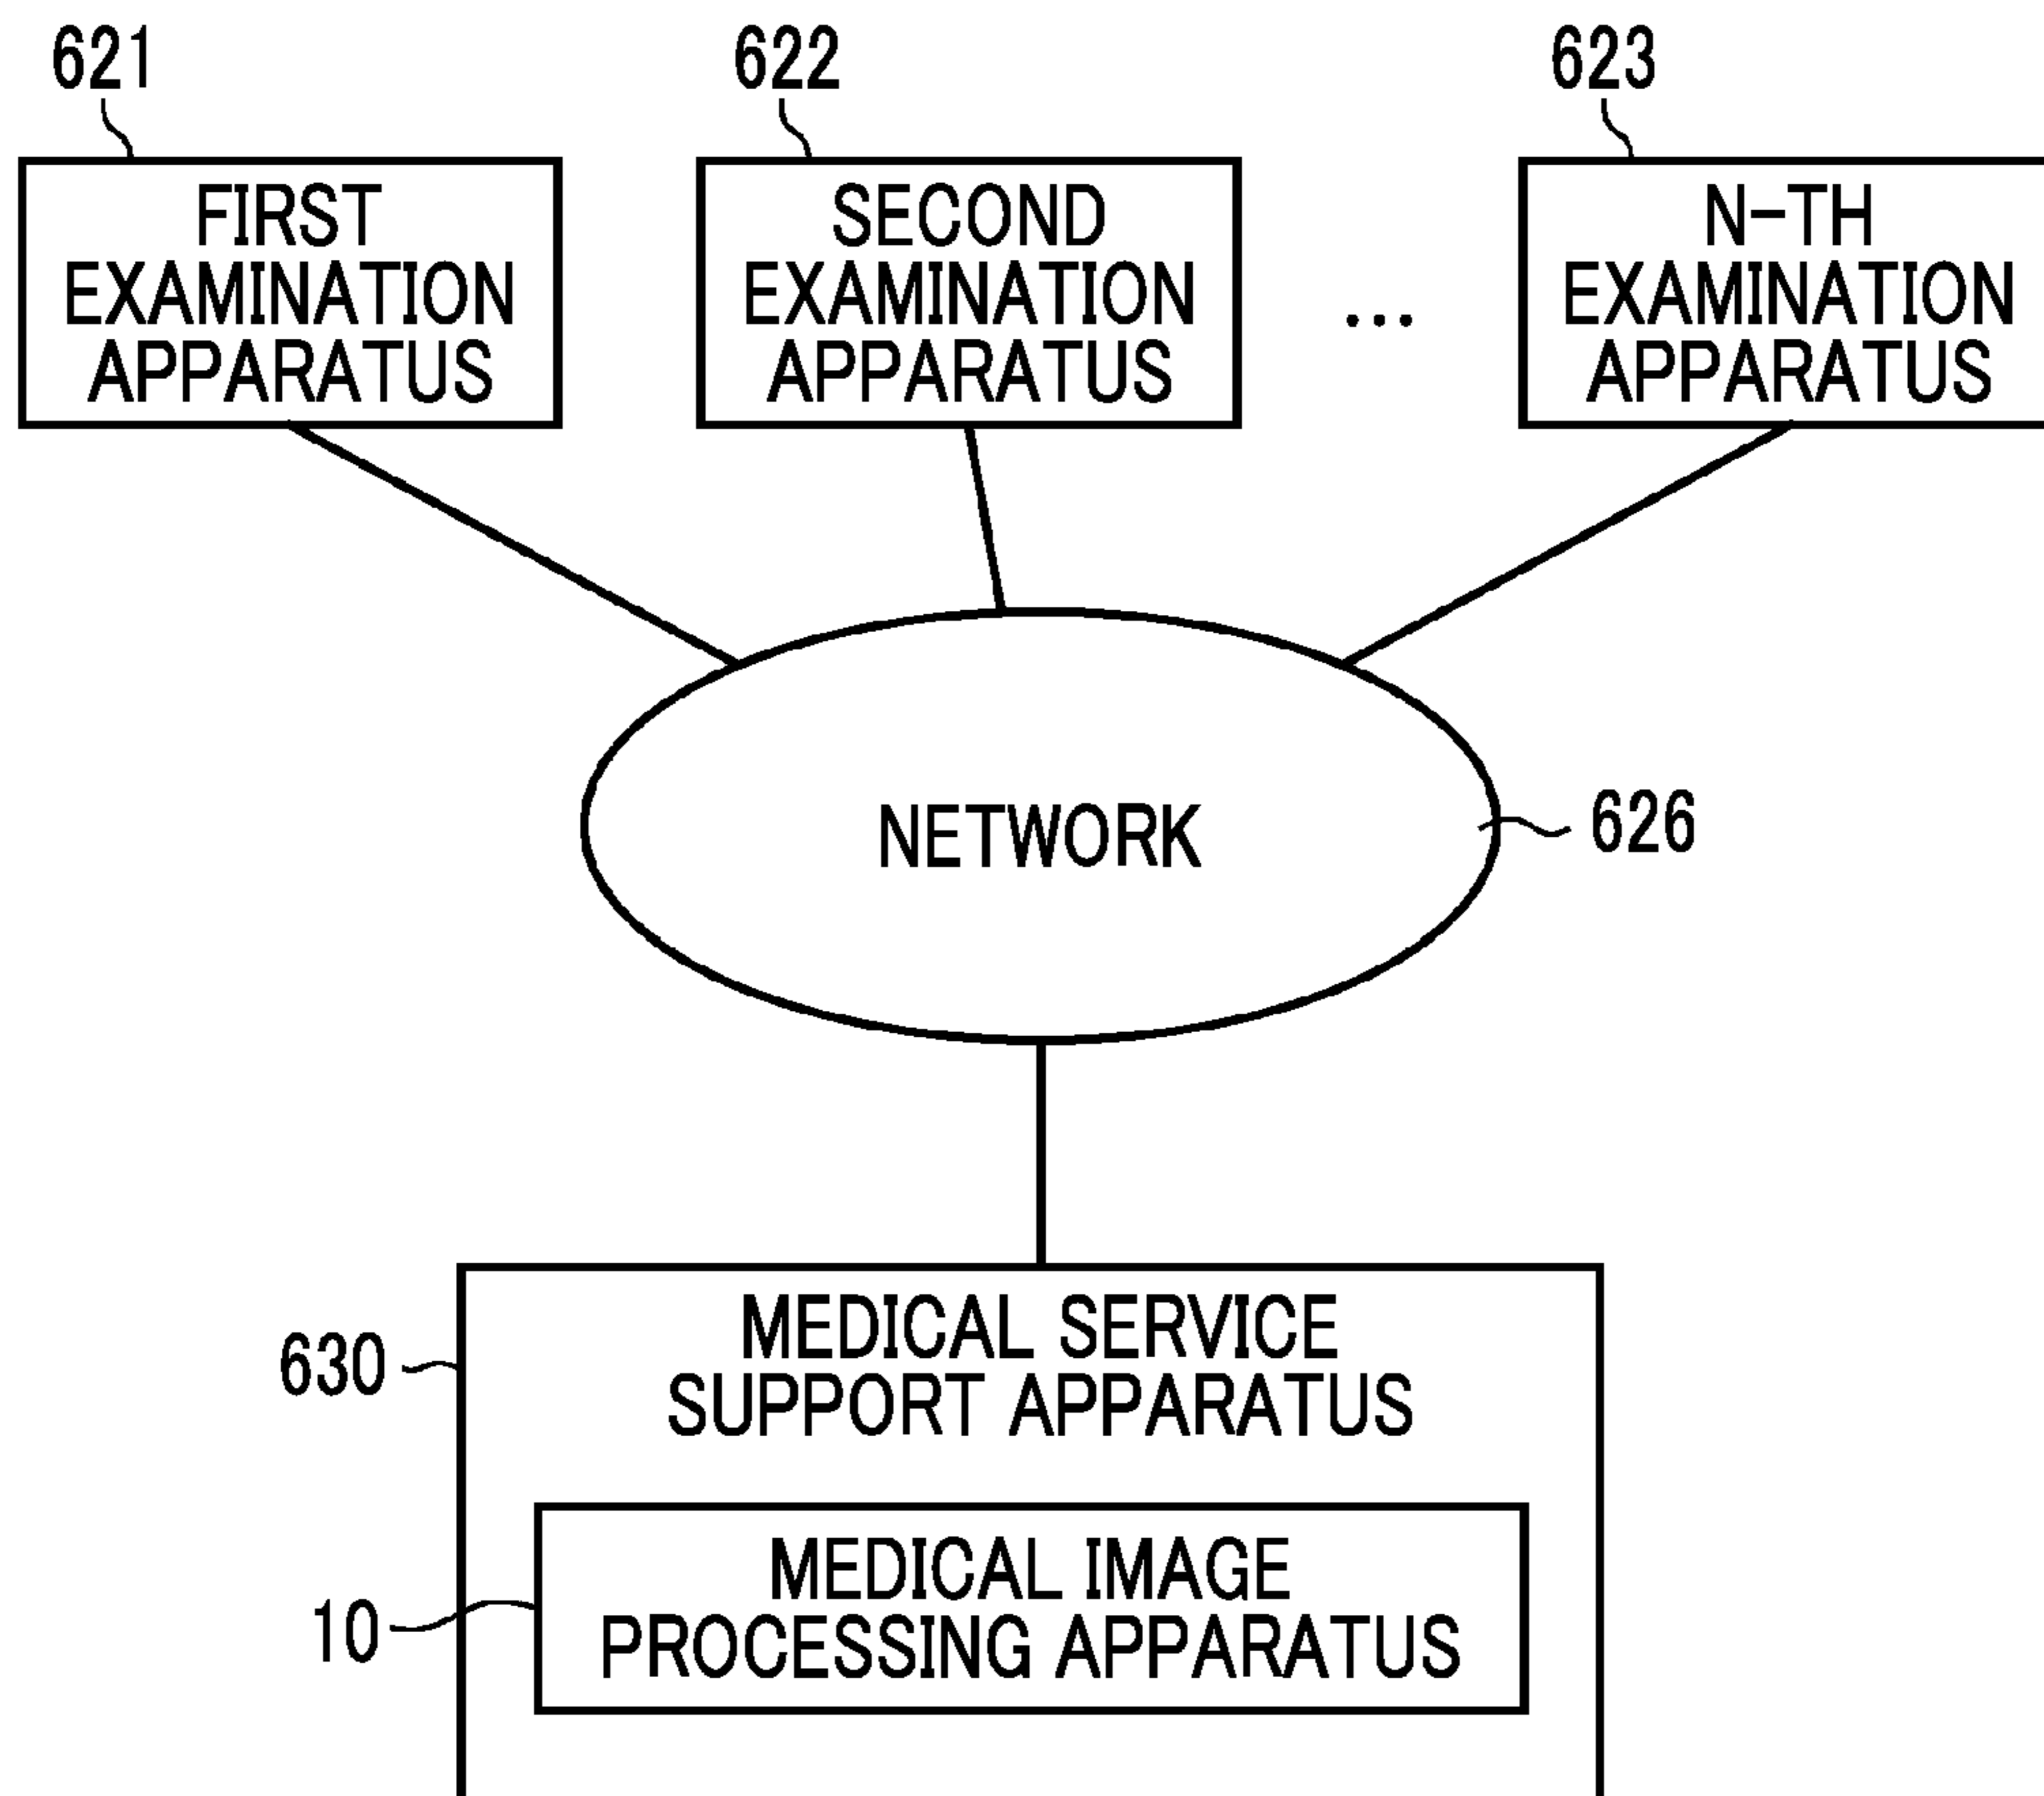 621
622
623
FIRST
EXAMINATION
APPARATUS
SECOND
EXAMINATION
APPARATUS
...
N-TH
EXAMINATION
APPARATUS
NETWORK
626
630
MEDICAL SERVICE
SUPPORT APPARATUS
10
MEDICAL IMAGE
PROCESSING APPARATUS